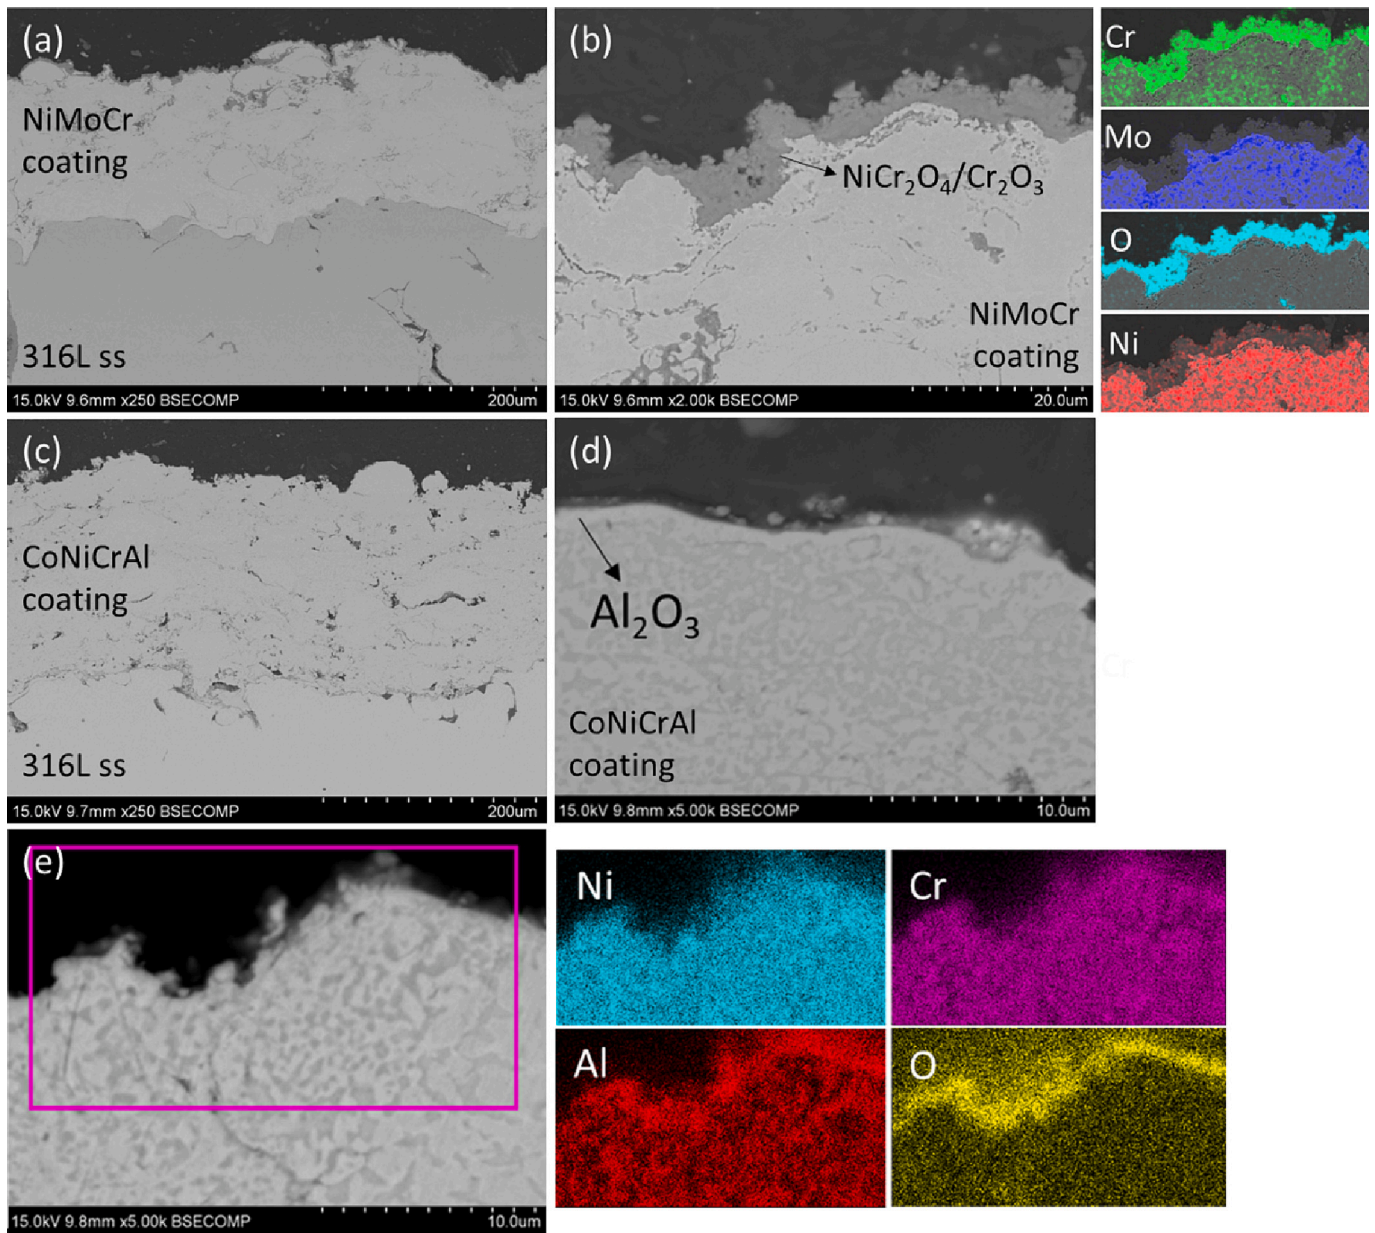 (a)
NiMoCr
coating
316L ss
15.0kV 9.6mm x250 BSECOMP 200um
(b)
NiCr₂O₄/Cr₂O₃
NiMoCr
coating
15.0kV 9.6mm x2.00k BSECOMP 20.0um
Cr
Mo
O
Ni
(c)
CoNiCrAl
coating
316L ss
15.0kV 9.7mm x250 BSECOMP 200um
(d)
Al₂O₃
CoNiCrAl
coating
15.0kV 9.8mm x5.00k BSECOMP 10.0um
Cr
(e)
15.0kV 9.8mm x5.00k BSECOMP 10.0um
Ni
Cr
Al
O